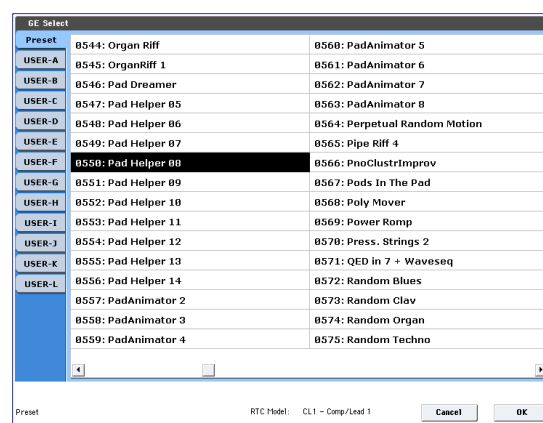 GE Select
Preset
USER-A
USER-B
USER-C
USER-D
USER-E
USER-F
USER-G
USER-H
USER-I
USER-J
USER-K
USER-L
0544: Organ Riff
0545: OrganRiff 1
0546: Pad Dreamer
0547: Pad Helper 05
0548: Pad Helper 06
0549: Pad Helper 07
0550: Pad Helper 08
0551: Pad Helper 09
0552: Pad Helper 10
0553: Pad Helper 11
0554: Pad Helper 12
0555: Pad Helper 13
0556: Pad Helper 14
0557: PadAnimator 2
0558: PadAnimator 3
0559: PadAnimator 4
0560: PadAnimator 5
0561: PadAnimator 6
0562: PadAnimator 7
0563: PadAnimator 8
0564: Perpetual Random Motion
0565: Pipe Riff 4
0566: PnoClustrImprov
0567: Pods In The Pad
0568: Poly Mover
0569: Power Romp
0570: Press. Strings 2
0571: QED in 7 + Waveseq
0572: Random Blues
0573: Random Clav
0574: Random Organ
0575: Random Techno
Preset
RTC Model: CL1 - Comp/Lead 1
Cancel
OK